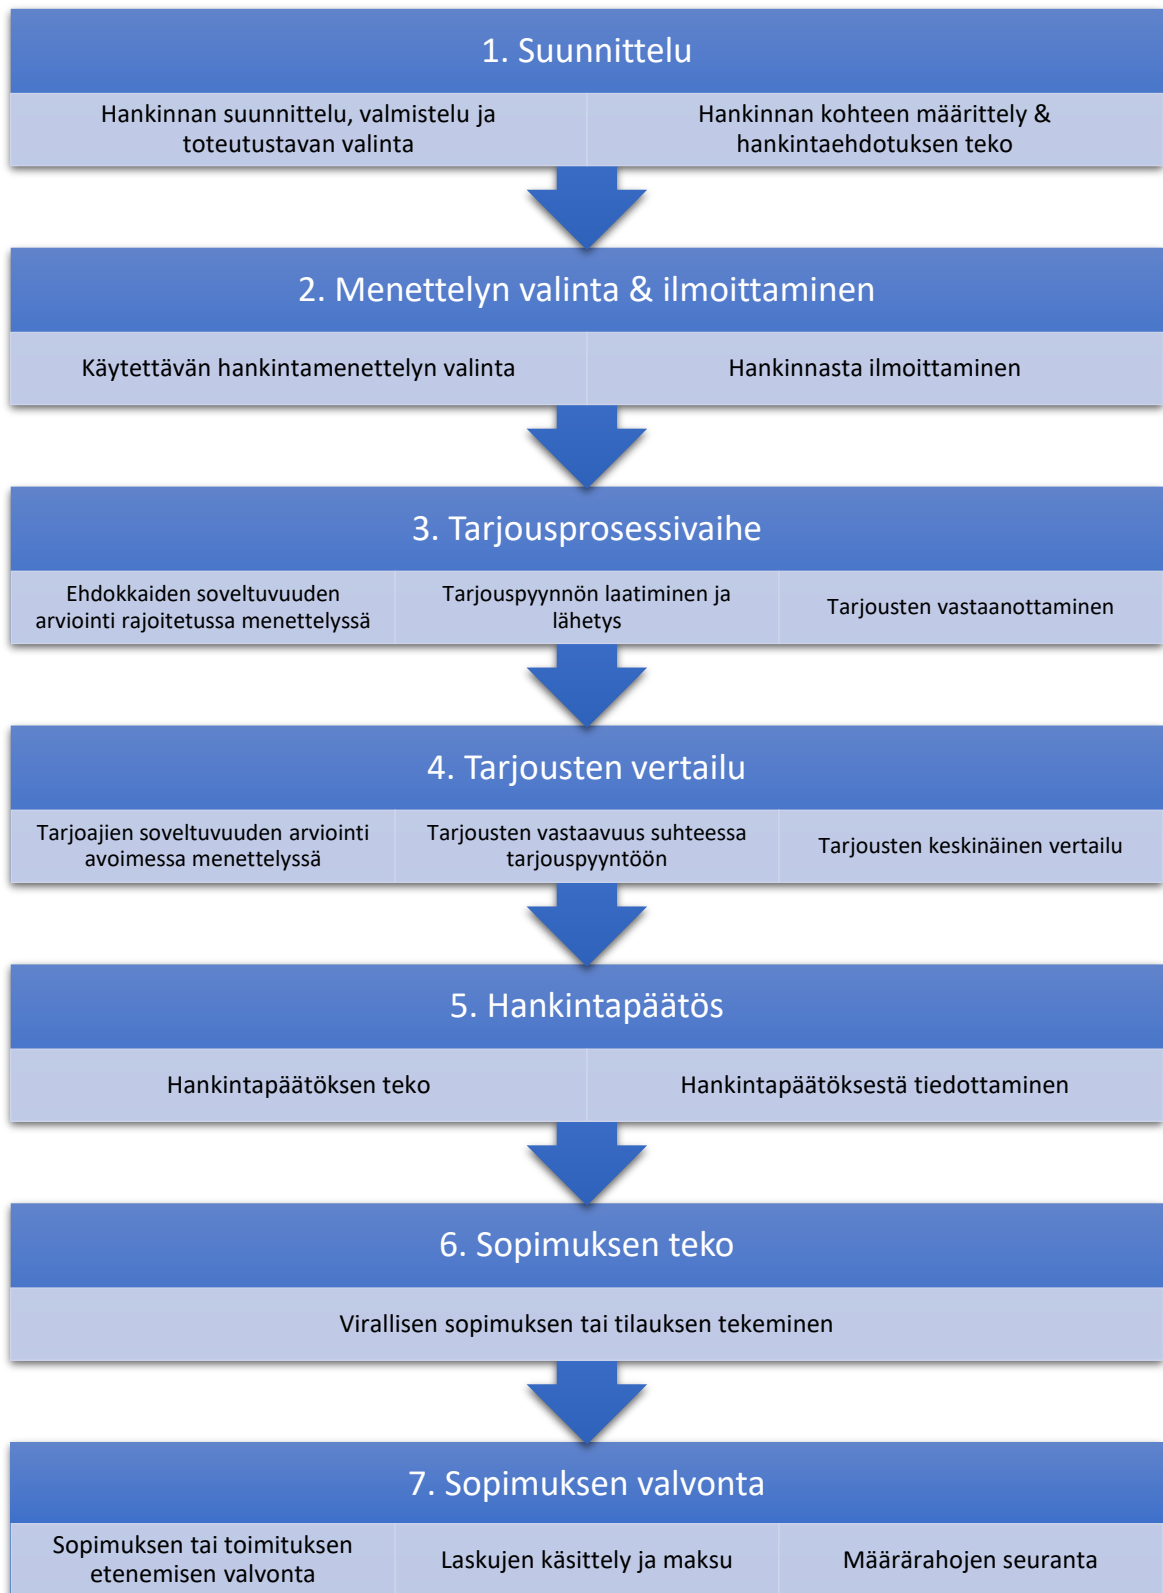 1. Suunnittelu
Hankinnan suunnittelu, valmistelu ja
toteutustavan valinta
Hankinnan kohteen määrittely &
hankintaehdotuksen teko
2. Menettelyn valinta & ilmoittaminen
Käytettävän hankintamenettelyn valinta
Hankinnasta ilmoittaminen
3. Tarjousprosessivaihe
Ehdokkaiden soveltuvuuden
arviointi rajoitetussa menettelyssä
Tarjouspyynnön laatiminen ja
lähetys
Tarjousten vastaanottaminen
4. Tarjousten vertailu
Tarjoajien soveltuvuuden arviointi
avoimessa menettelyssä
Tarjousten vastaavuus suhteessa
tarjouspyyntöön
Tarjousten keskinäinen vertailu
5. Hankintapäätös
Hankintapäätöksen teko
Hankintapäätöksestä tiedottaminen
6. Sopimuksen teko
Virallisen sopimuksen tai tilauksen tekeminen
7. Sopimuksen valvonta
Sopimuksen tai toimituksen
etenemisen valvonta
Laskujen käsittely ja maksu
Määrärahojen seuranta